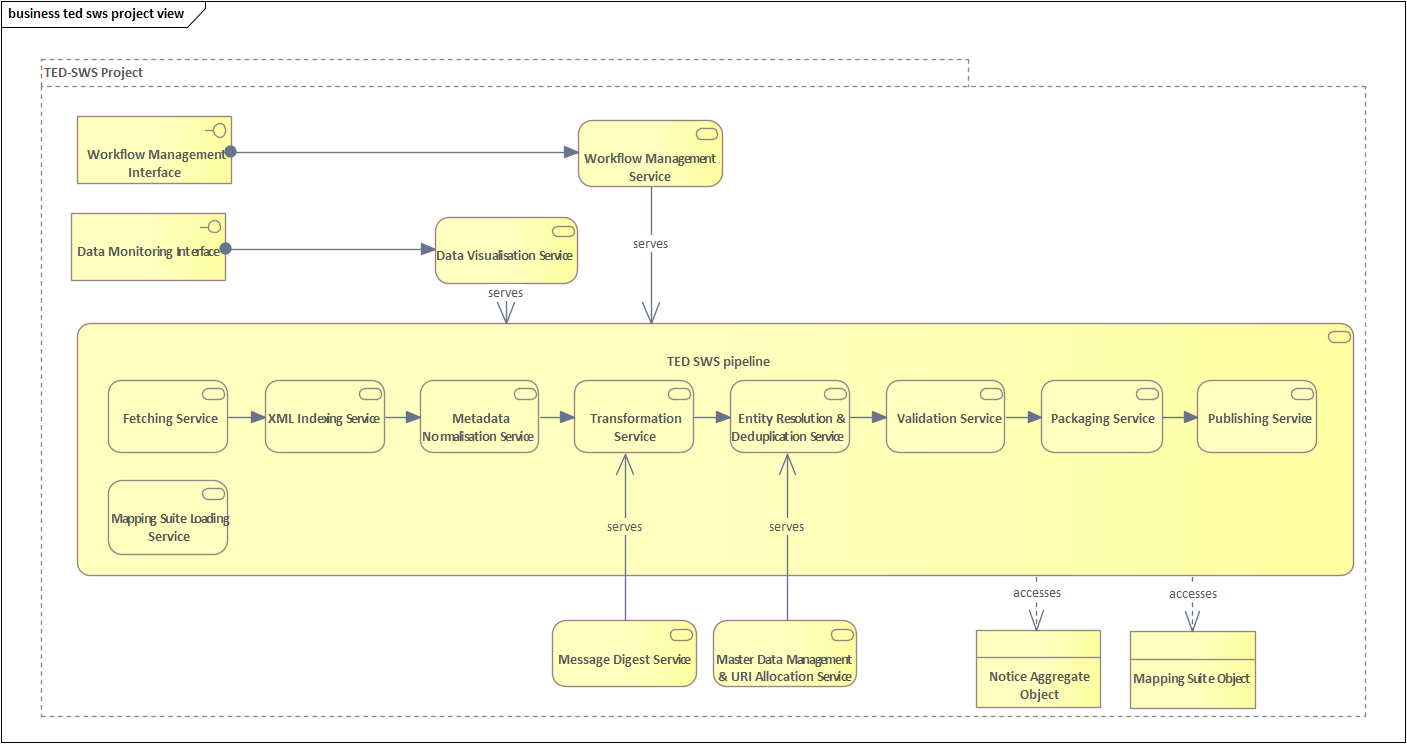 business ted sws project view
TED-SWS Project
Workflow Management
Interface
Workflow Management
Service
serves
Data Monitoring Interface
Data Visualisation Service
serves
TED SWS pipeline
Fetching Service
XML Indexing Service
Metadata
Normalisation Service
Transformation
Service
Entity Resolution &
Deduplication Service
Validation Service
Packaging Service
Publishing Service
Mapping Suite Loading
Service
serves
serves
accesses
accesses
Message Digest Service
Master Data Management
& URI Allocation Service
Notice Aggregate
Object
Mapping Suite Object